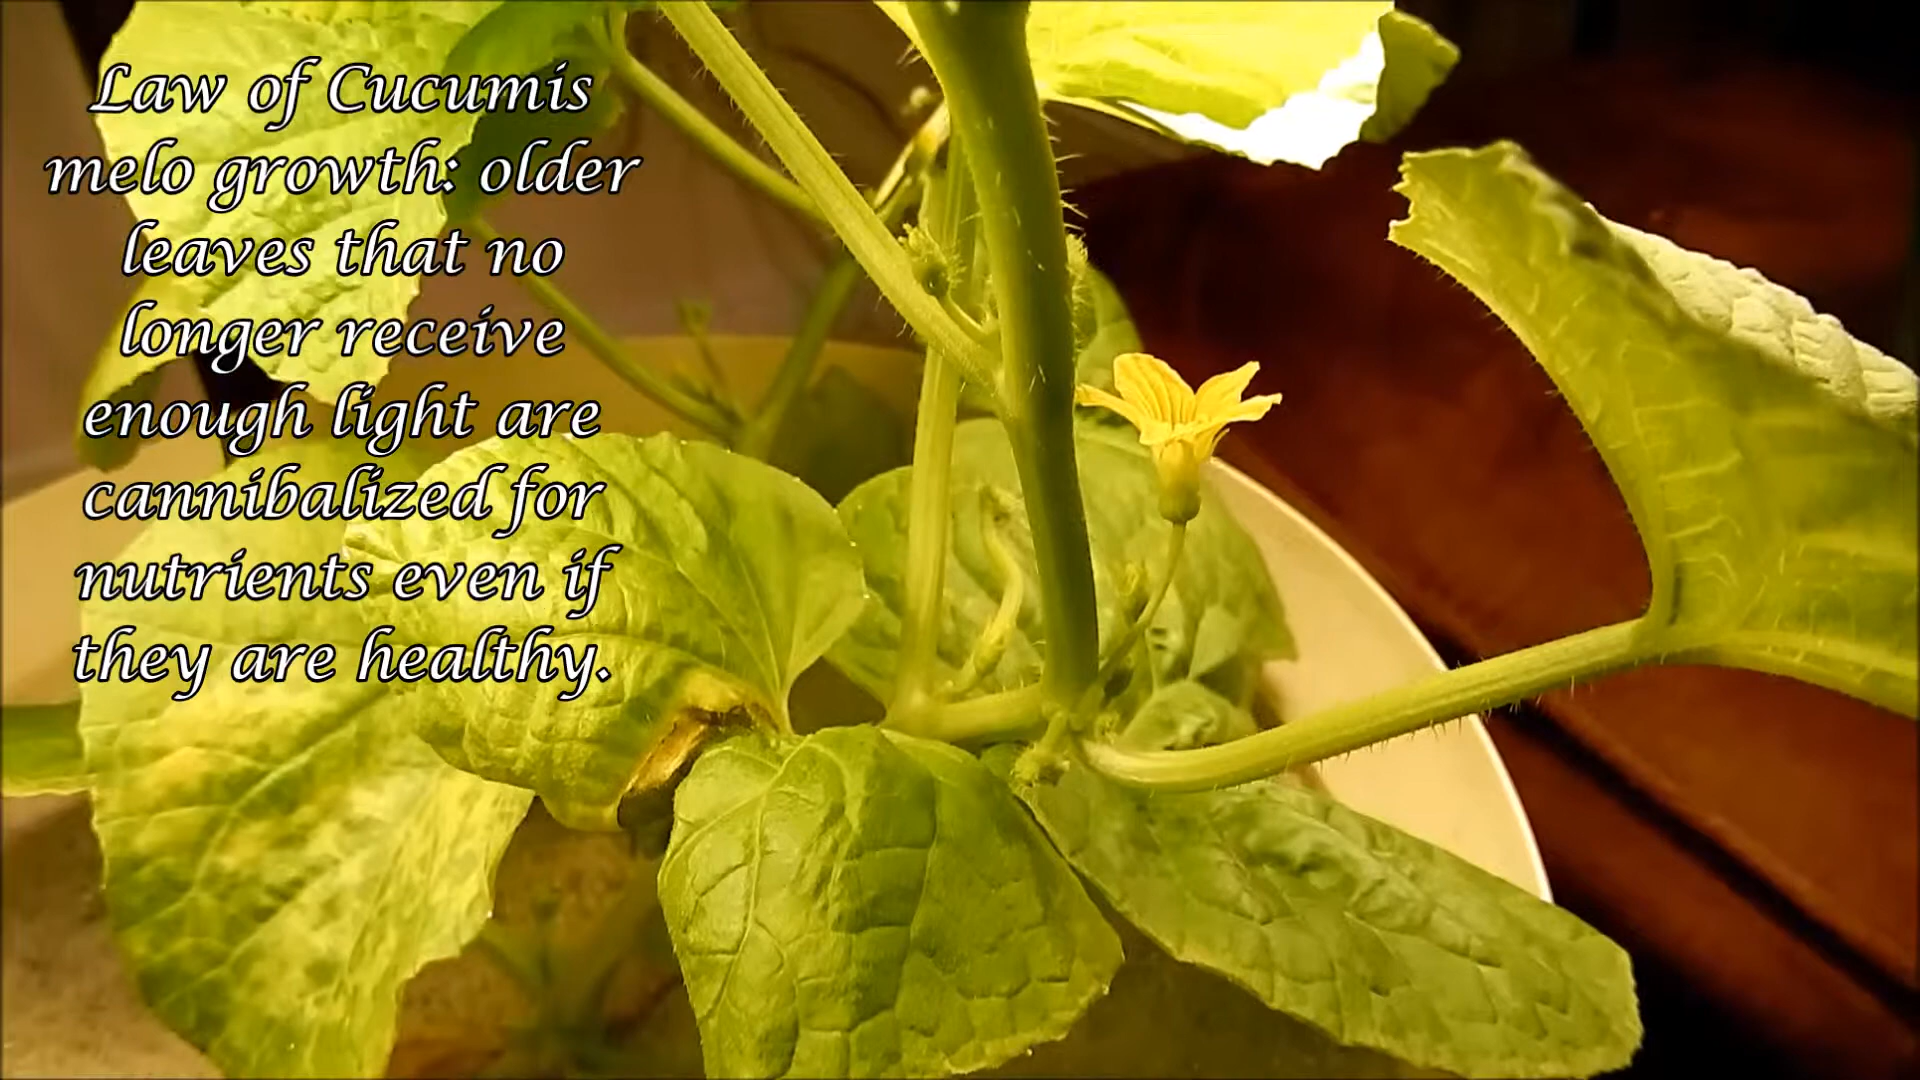 Law of Cucumis
melo growth: older
leaves that no
longer receive
enough light are
cannibalized for
nutrients even if
they are healthy.